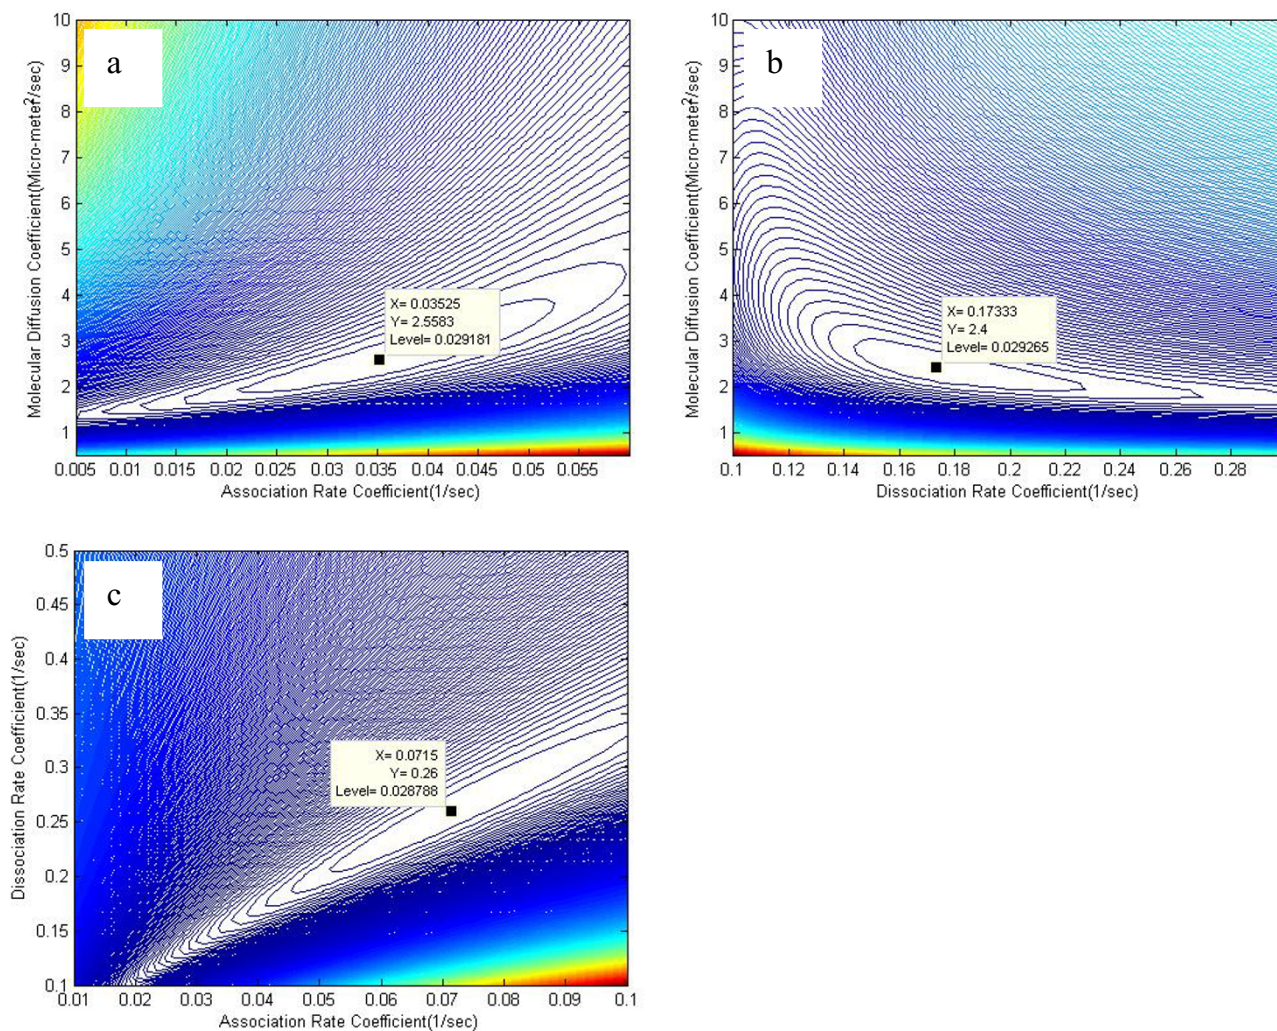 a
10
9
8
7
6
5
4
3
2
1
Molecular Diffusion Coefficient(Micro-meter²/sec)
X= 0.03525
Y= 2.5583
Level= 0.029181
0.005 0.01 0.015 0.02 0.025 0.03 0.035 0.04 0.045 0.05 0.055
Association Rate Coefficient(1/sec)
b
10
9
8
7
6
5
4
3
2
1
Molecular Diffusion Coefficient(Micro-meter²/sec)
X= 0.17333
Y= 2.4
Level= 0.029265
0.1 0.12 0.14 0.16 0.18 0.2 0.22 0.24 0.26 0.28
Dissociation Rate Coefficient(1/sec)
c
0.5
0.45
0.4
0.35
0.3
0.25
0.2
0.15
0.1
Dissociation Rate Coefficient(1/sec)
X= 0.0715
Y= 0.26
Level= 0.028788
0.01 0.02 0.03 0.04 0.05 0.06 0.07 0.08 0.09 0.1
Association Rate Coefficient(1/sec)